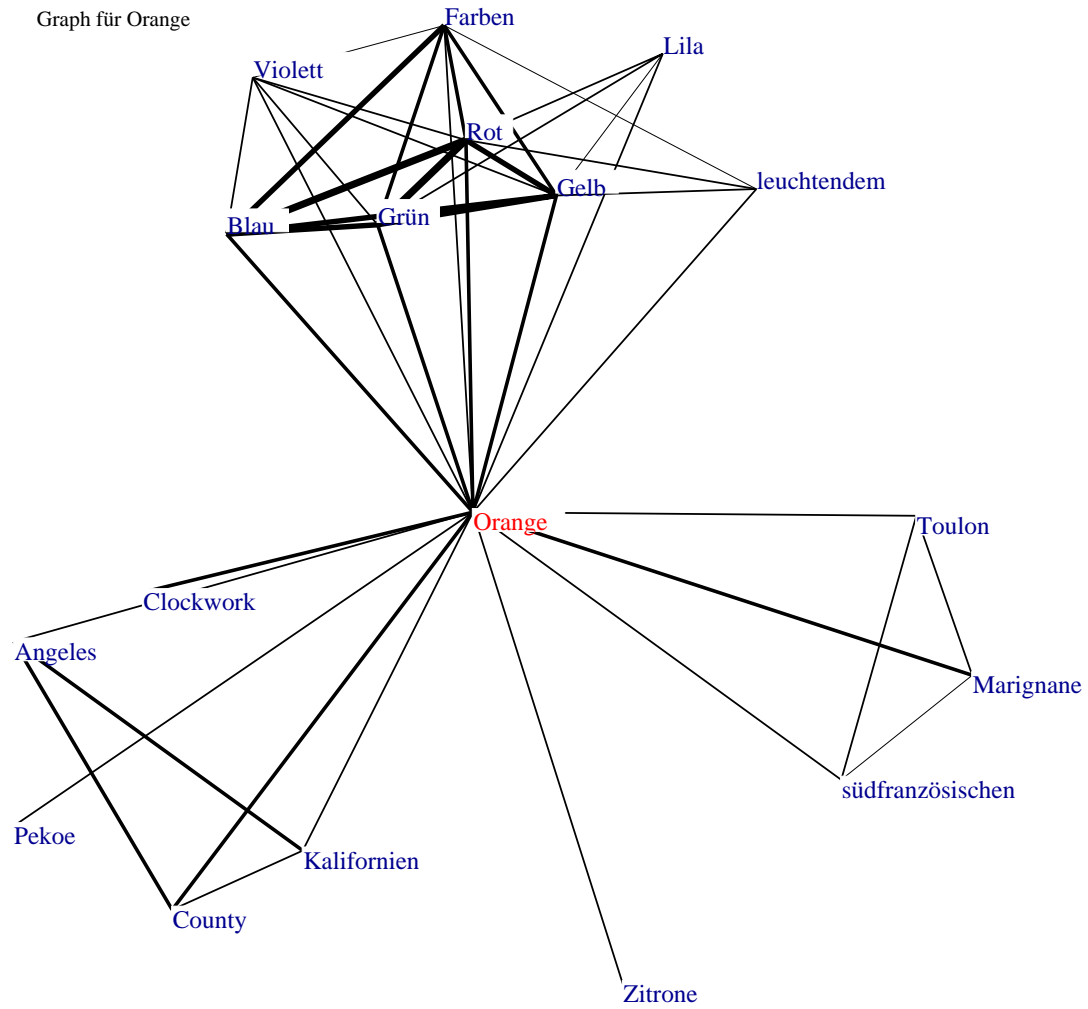 Graph für Orange
Farben
Lila
Violett
Rot
leuchtendem
Gelb
Grün
Blau
Orange
Toulon
Clockwork
Angeles
Marignane
südfranzösischen
Pekoe
Kalifornien
County
Zitrone